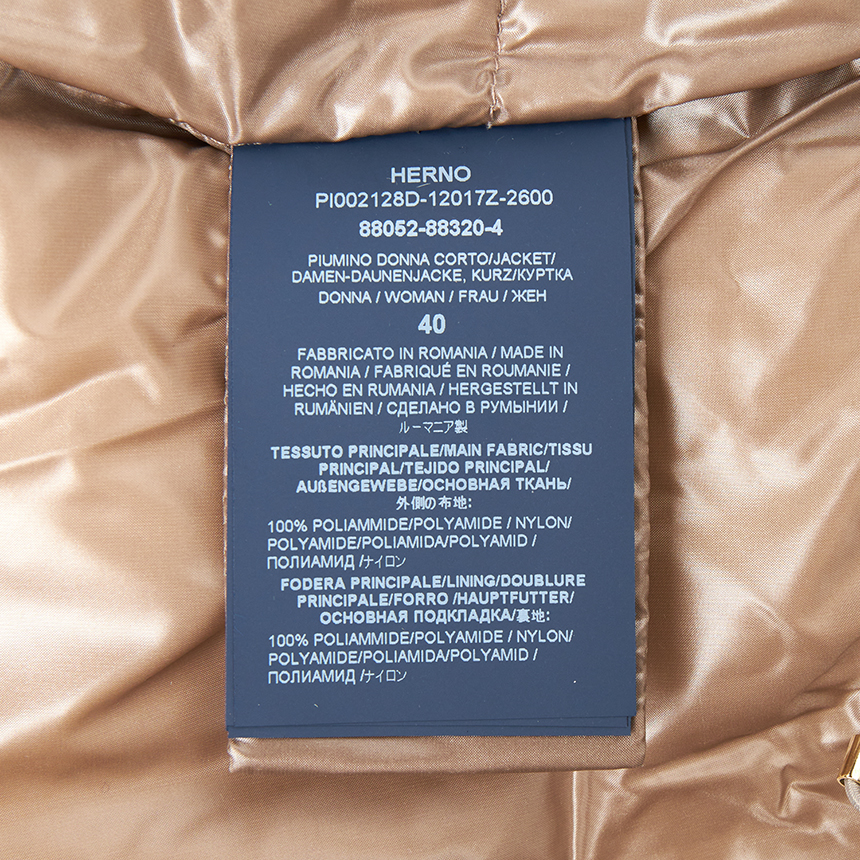 HERNO
PI002128D-12017Z-2600
88052-88320-4
PIUMINO DONNA CORTO/JACKET/
DAMEN-DAUNENJACKE, KURZ/КУРТКА
DONNA / WOMAN / FRAU / ЖЕН
40
FABBRICATO IN ROMANIA / MADE IN
ROMANIA / FABRIQUÉ EN ROUMANIE /
HECHO EN RUMANIA / HERGESTELLT IN
RUMÄNIEN / СДЕЛАНО В РУМЫНИИ /
ルーマニア製
TESSUTO PRINCIPALE/MAIN FABRIC/TISSU
PRINCIPAL/TEJIDO PRINCIPAL/
AUßENGEWEBE/ОСНОВНАЯ ТКАНЬ/
外側の布地:
100% POLIAMMIDE/POLYAMIDE / NYLON/
POLYAMIDE/POLIAMIDA/POLYAMID /
ПОЛИАМИД /ナイロン
FODERA PRINCIPALE/LINING/DOUBLURE
PRINCIPALE/FORRO /HAUPTFUTTER/
ОСНОВНАЯ ПОДКЛАДКА/裏地:
100% POLIAMMIDE/POLYAMIDE / NYLON/
POLYAMIDE/POLIAMIDA/POLYAMID /
ПОЛИАМИД /ナイロン